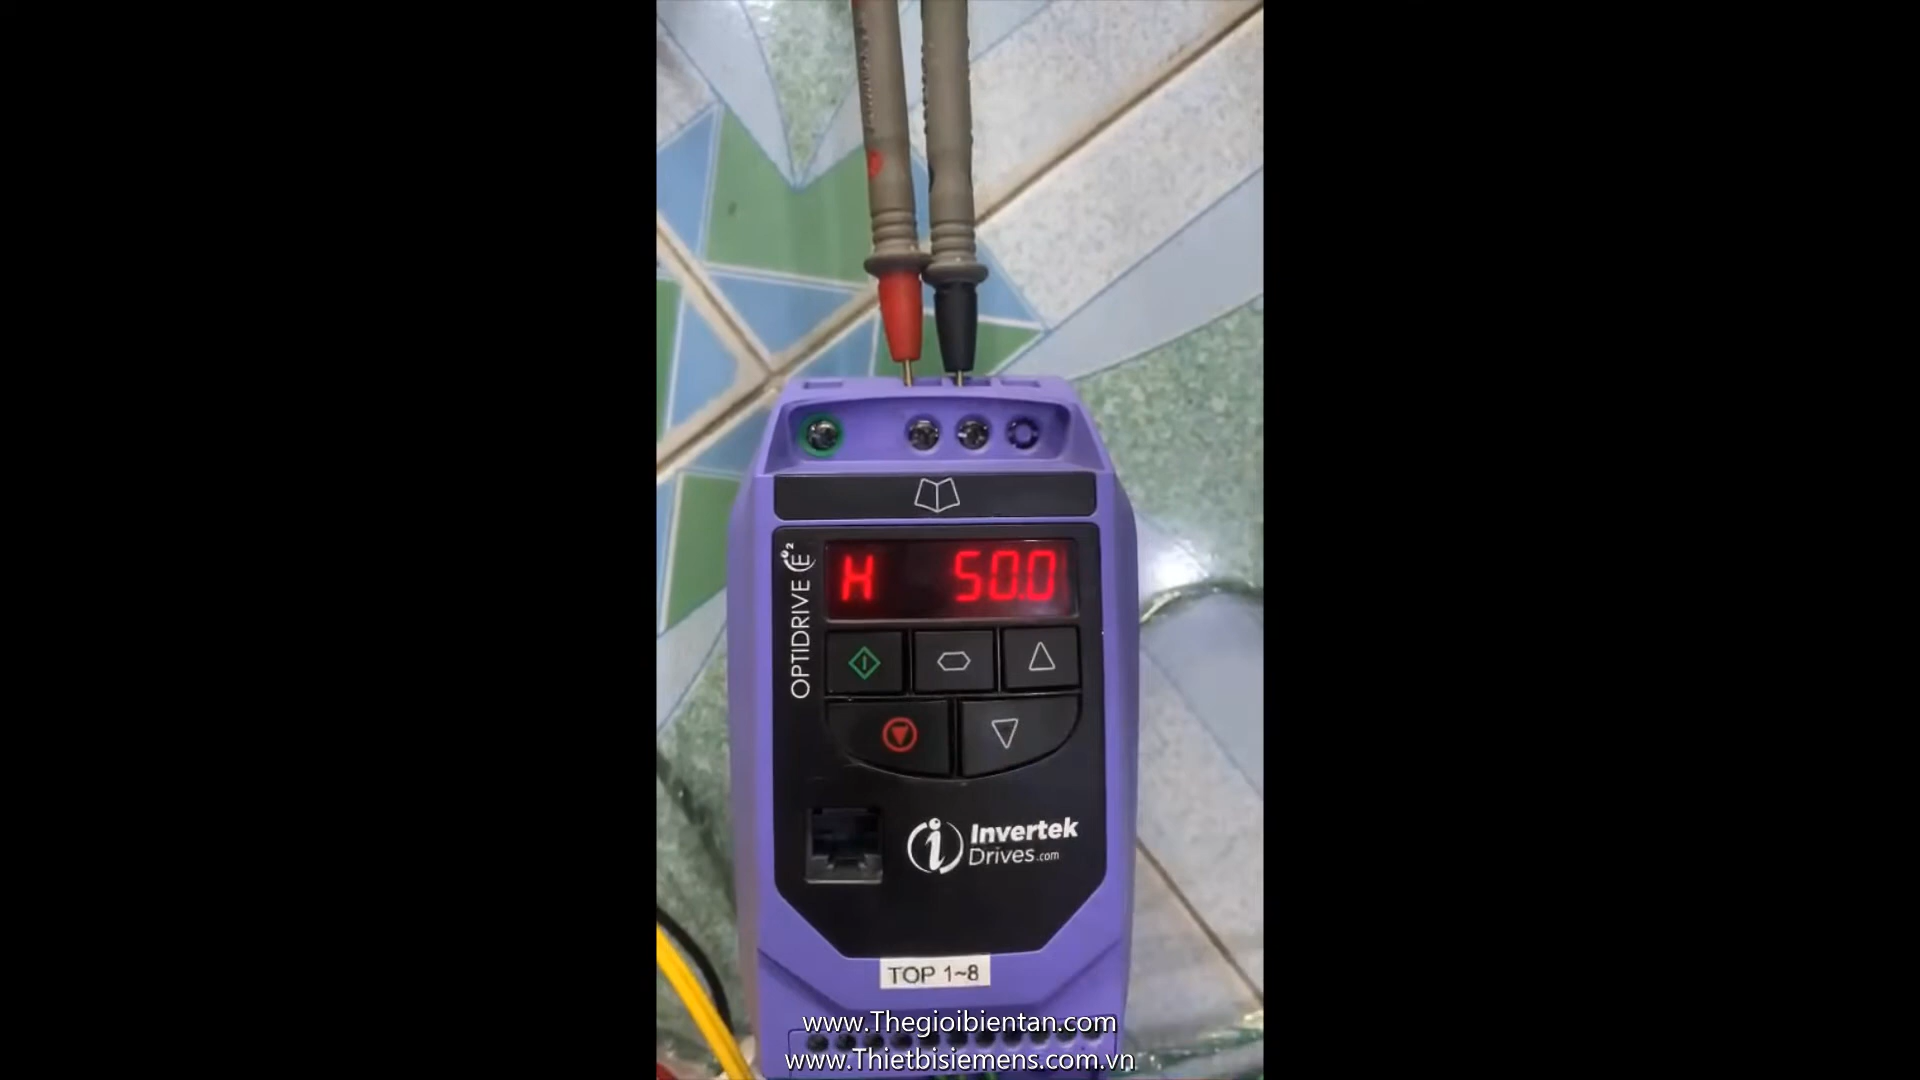 OPTIDRIVE E²
H 50.0
Invertek
Drives.com
TOP 1~8
www.Thegioibientan.com
www.Thietbisiemens.com.vn